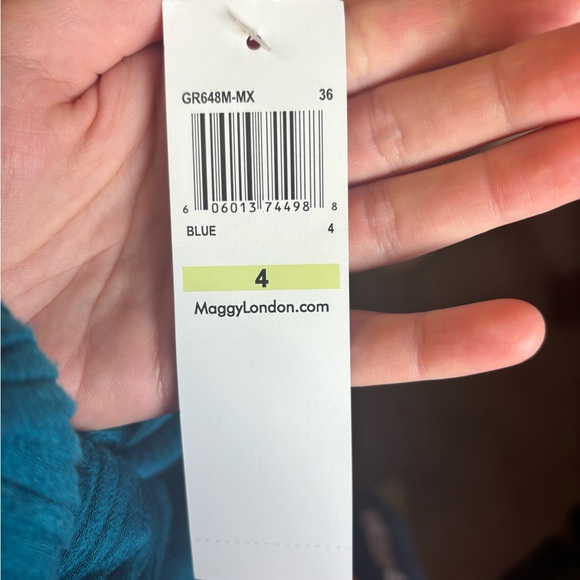 GR648M-MX 36
6 06013 74498 8
BLUE 4
4
MaggyLondon.com